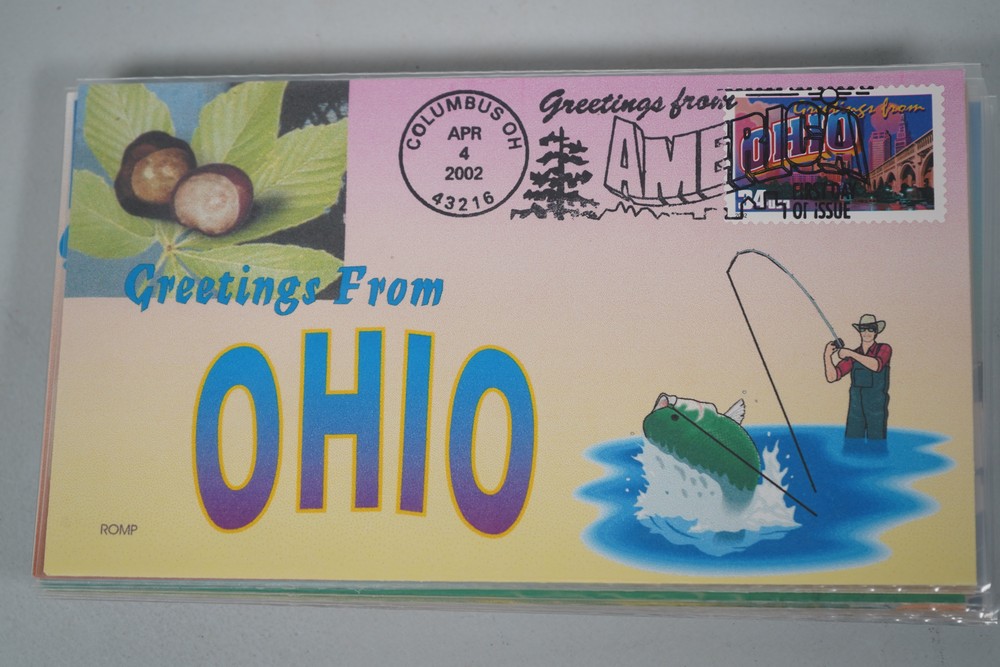 COLUMBUS OH
APR
4
2002
43216
Greetings from
AMERICA
FIRST DAY
OF ISSUE
Greetings from
OHIO
Greetings From
OHIO
ROMP